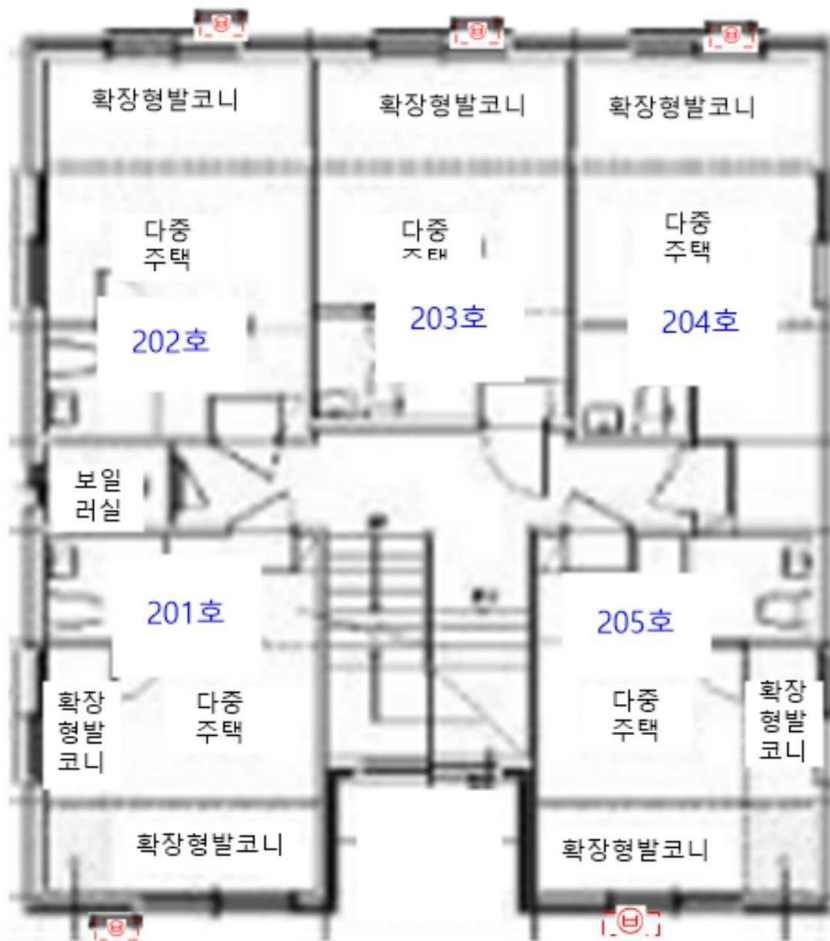 확장형발코니
확장형발코니
확장형발코니
다중
주택
다중
주택
다중
주택
202호
203호
204호
보일
러실
201호
205호
확장
형발
코니
다중
주택
다중
주택
확장
형발
코니
확장형발코니
확장형발코니